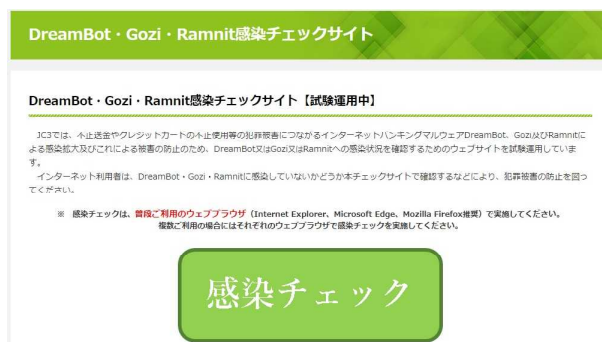 DreamBot・Gozi・Ramnit感染チェックサイト
DreamBot・Gozi・Ramnit感染チェックサイト【試験運用中】
JC3では、不正送金やクレジットカードの不正使用等の犯罪被害につながるインターネットバンキングマルウェアDreamBot、Gozi及びRamnitに
よる感染拡大及びこれによる被害の防止のため、DreamBot又はGozi又はRamnitへの感染状況を確認するためのウェブサイトを試験運用していま
す。
インターネット利用者は、DreamBot・Gozi・Ramnitに感染していないかどうか本チェックサイトで確認するなどにより、犯罪被害の防止を図っ
てください。
※ 感染チェックは、普段ご利用のウェブブラウザ（Internet Explorer、Microsoft Edge、Mozilla Firefox推奨）で実施してください。
複数ご利用の場合にはそれぞれのウェブブラウザで感染チェックを実施してください。
感染チェック